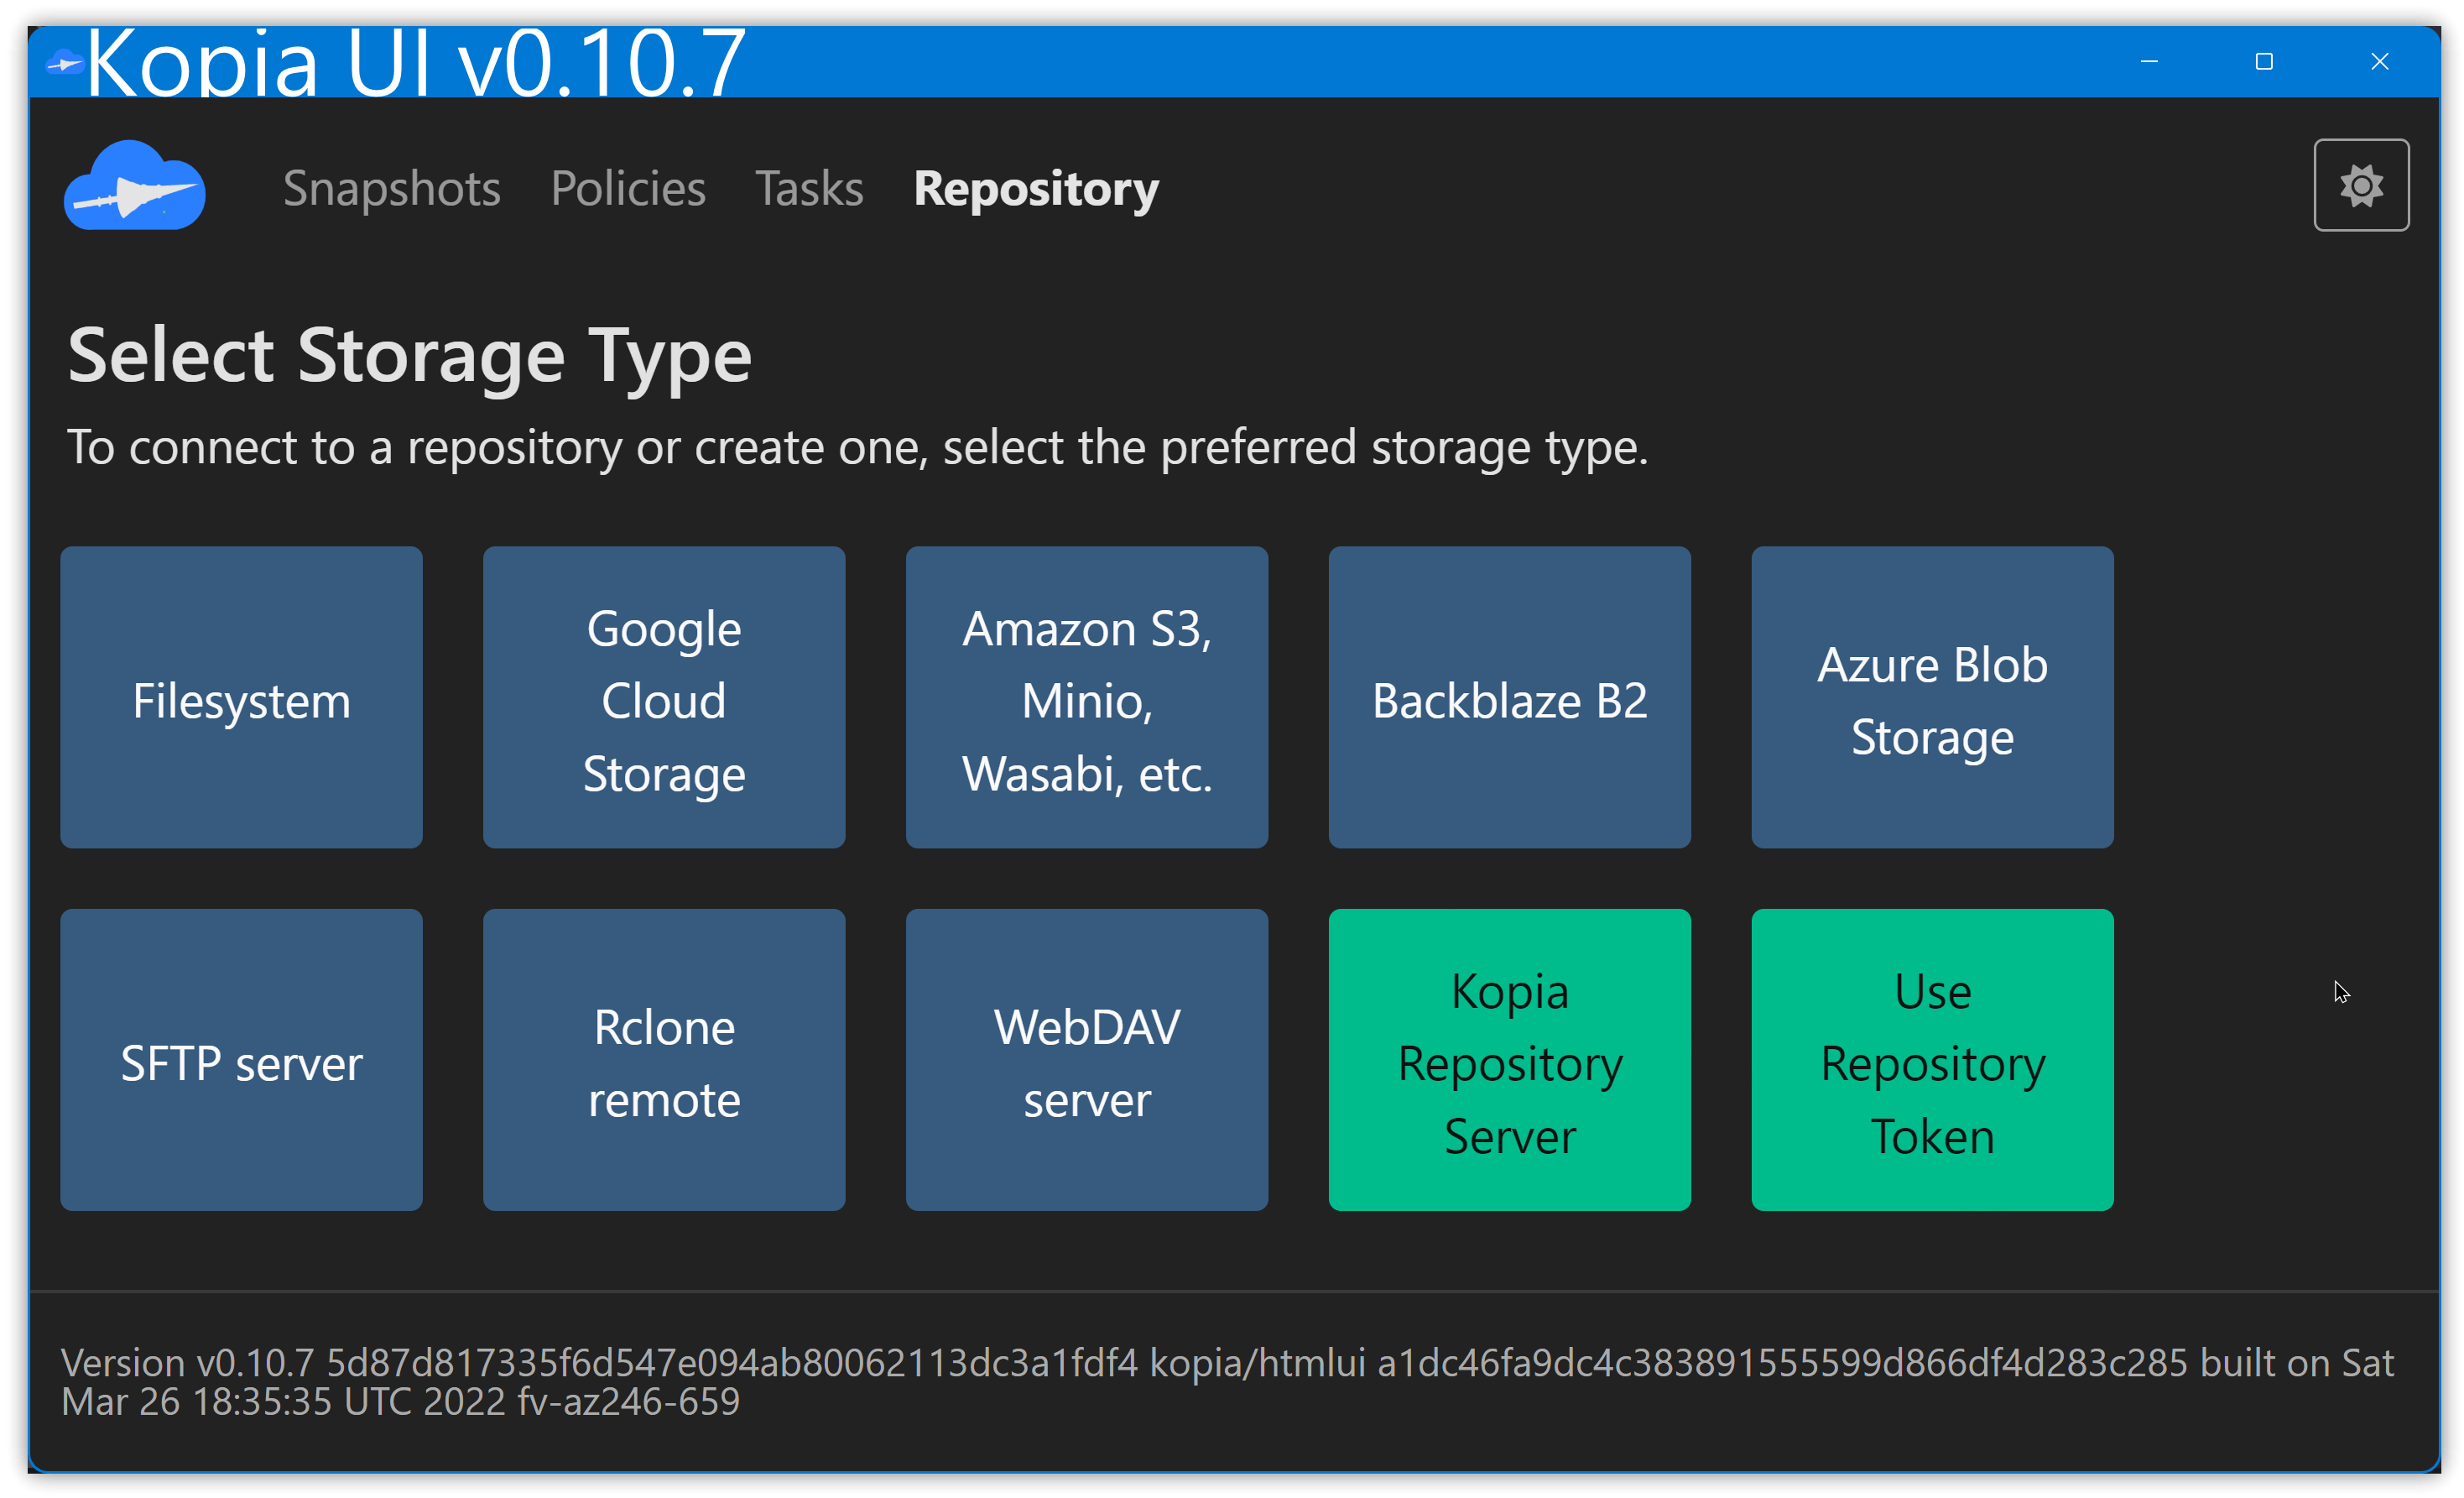 Kopia UI v0.10.7
Snapshots Policies Tasks Repository
Select Storage Type
To connect to a repository or create one, select the preferred storage type.
Filesystem
Google
Cloud
Storage
Amazon S3,
Minio,
Wasabi, etc.
Backblaze B2
Azure Blob
Storage
SFTP server
Rclone
remote
WebDAV
server
Kopia
Repository
Server
Use
Repository
Token
Version v0.10.7 5d87d817335f6d547e094ab80062113dc3a1fdf4 kopia/htmlui a1dc46fa9dc4c383891555599d866df4d283c285 built on Sat
Mar 26 18:35:35 UTC 2022 fv-az246-659